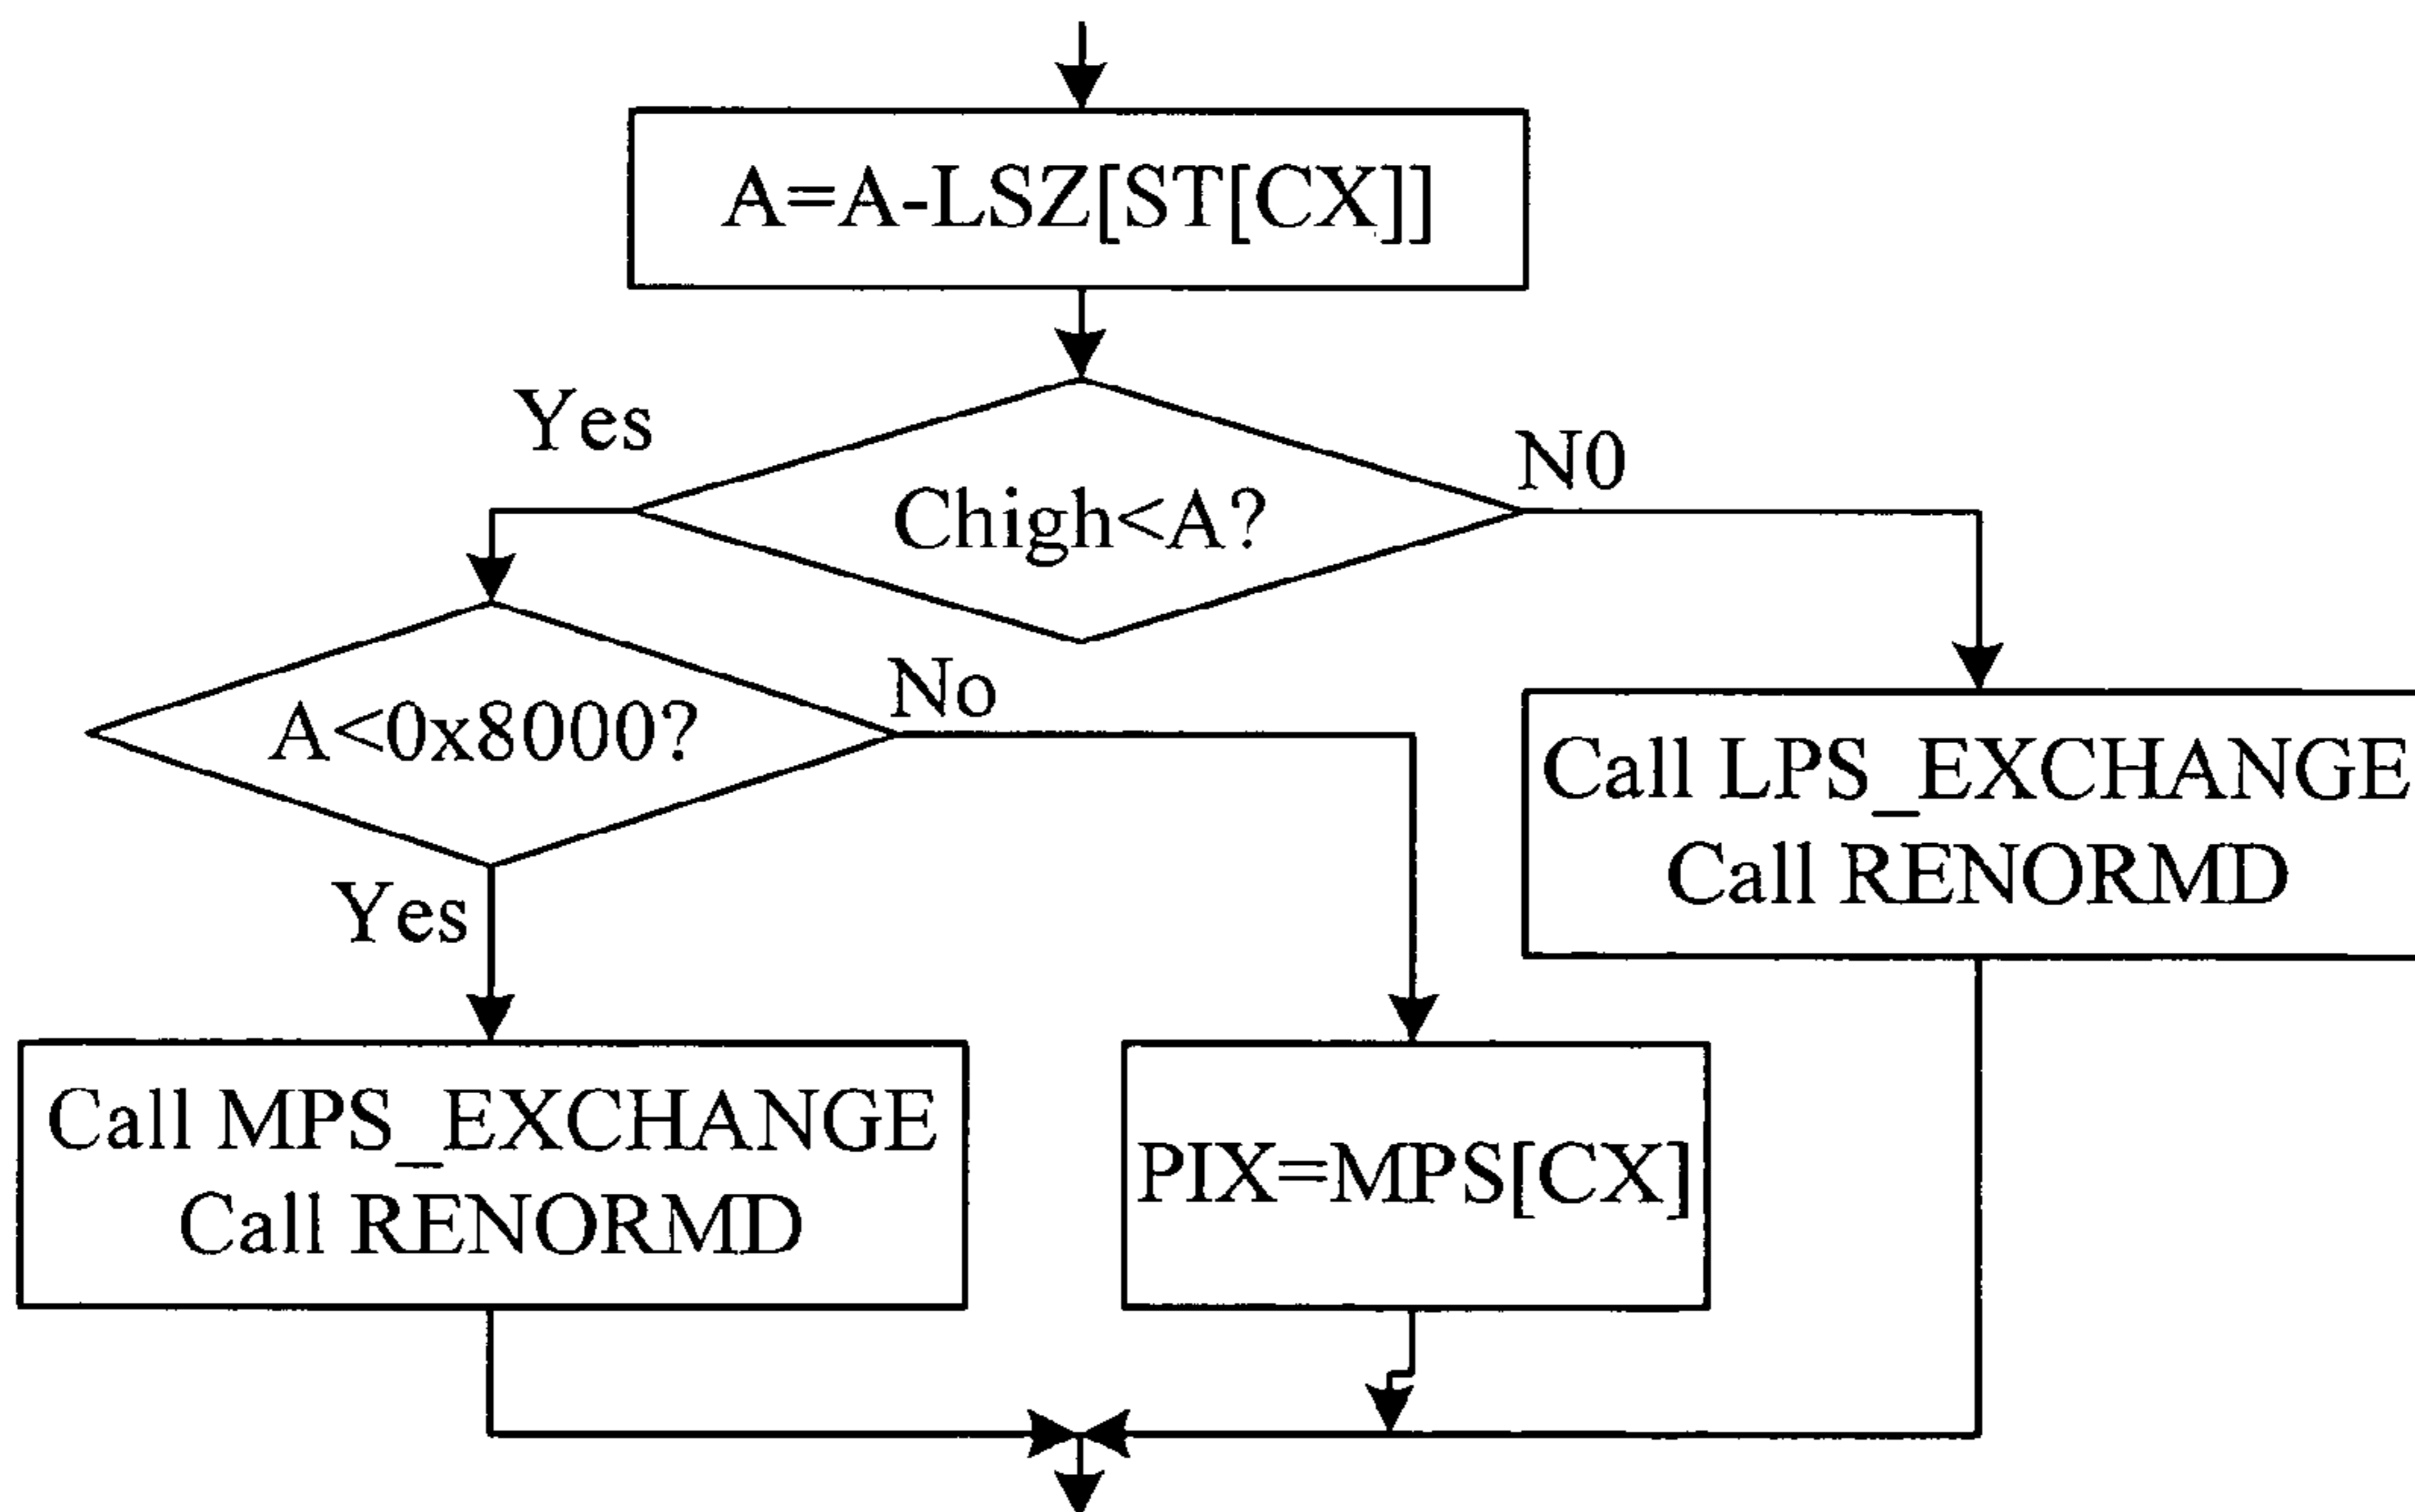 A=A-LSZ[ST[CX]]
Yes
Chigh<A?
N0
A<0x8000?
No
Call LPS_EXCHANGE
Call RENORMD
Yes
Call MPS_EXCHANGE
Call RENORMD
PIX=MPS[CX]